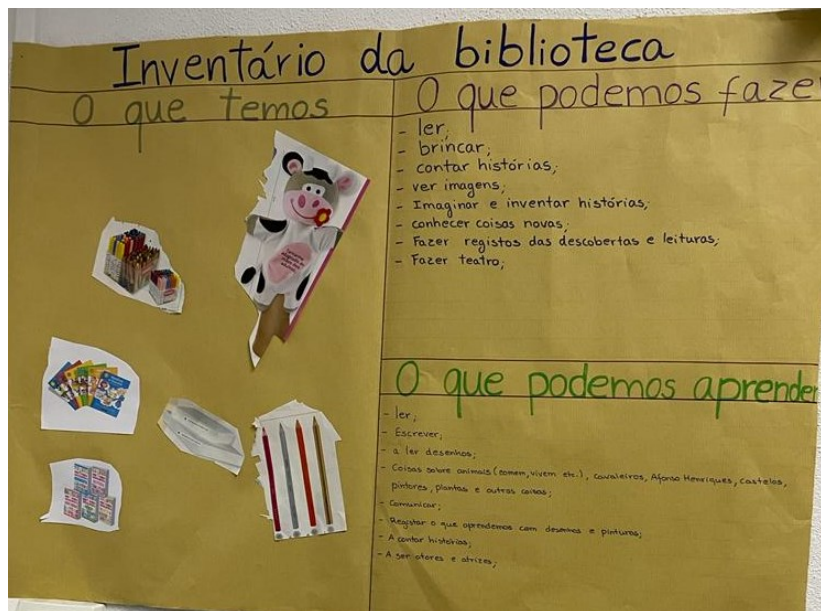 Inventário da biblioteca
O que temos
O que podemos faze
- ler;
- brincar;
- contar histórias;
- ver imagens;
- Imaginar e inventar histórias;
- conhecer coisas novas;
- Fazer registos das descobertas e leituras;
- Fazer teatro;
O que podemos aprender
- ler;
- Escrever;
- a ler desenhos;
- Coisas sobre animais (comem, vivem etc.), cavaleiros, Afonso Henriques, castelos,
pintores, plantas e outras coisas;
- Comunicar;
- Registar o que aprendemos com desenhos e pinturas;
- A contar histórias;
- A ser atores e atrizes;